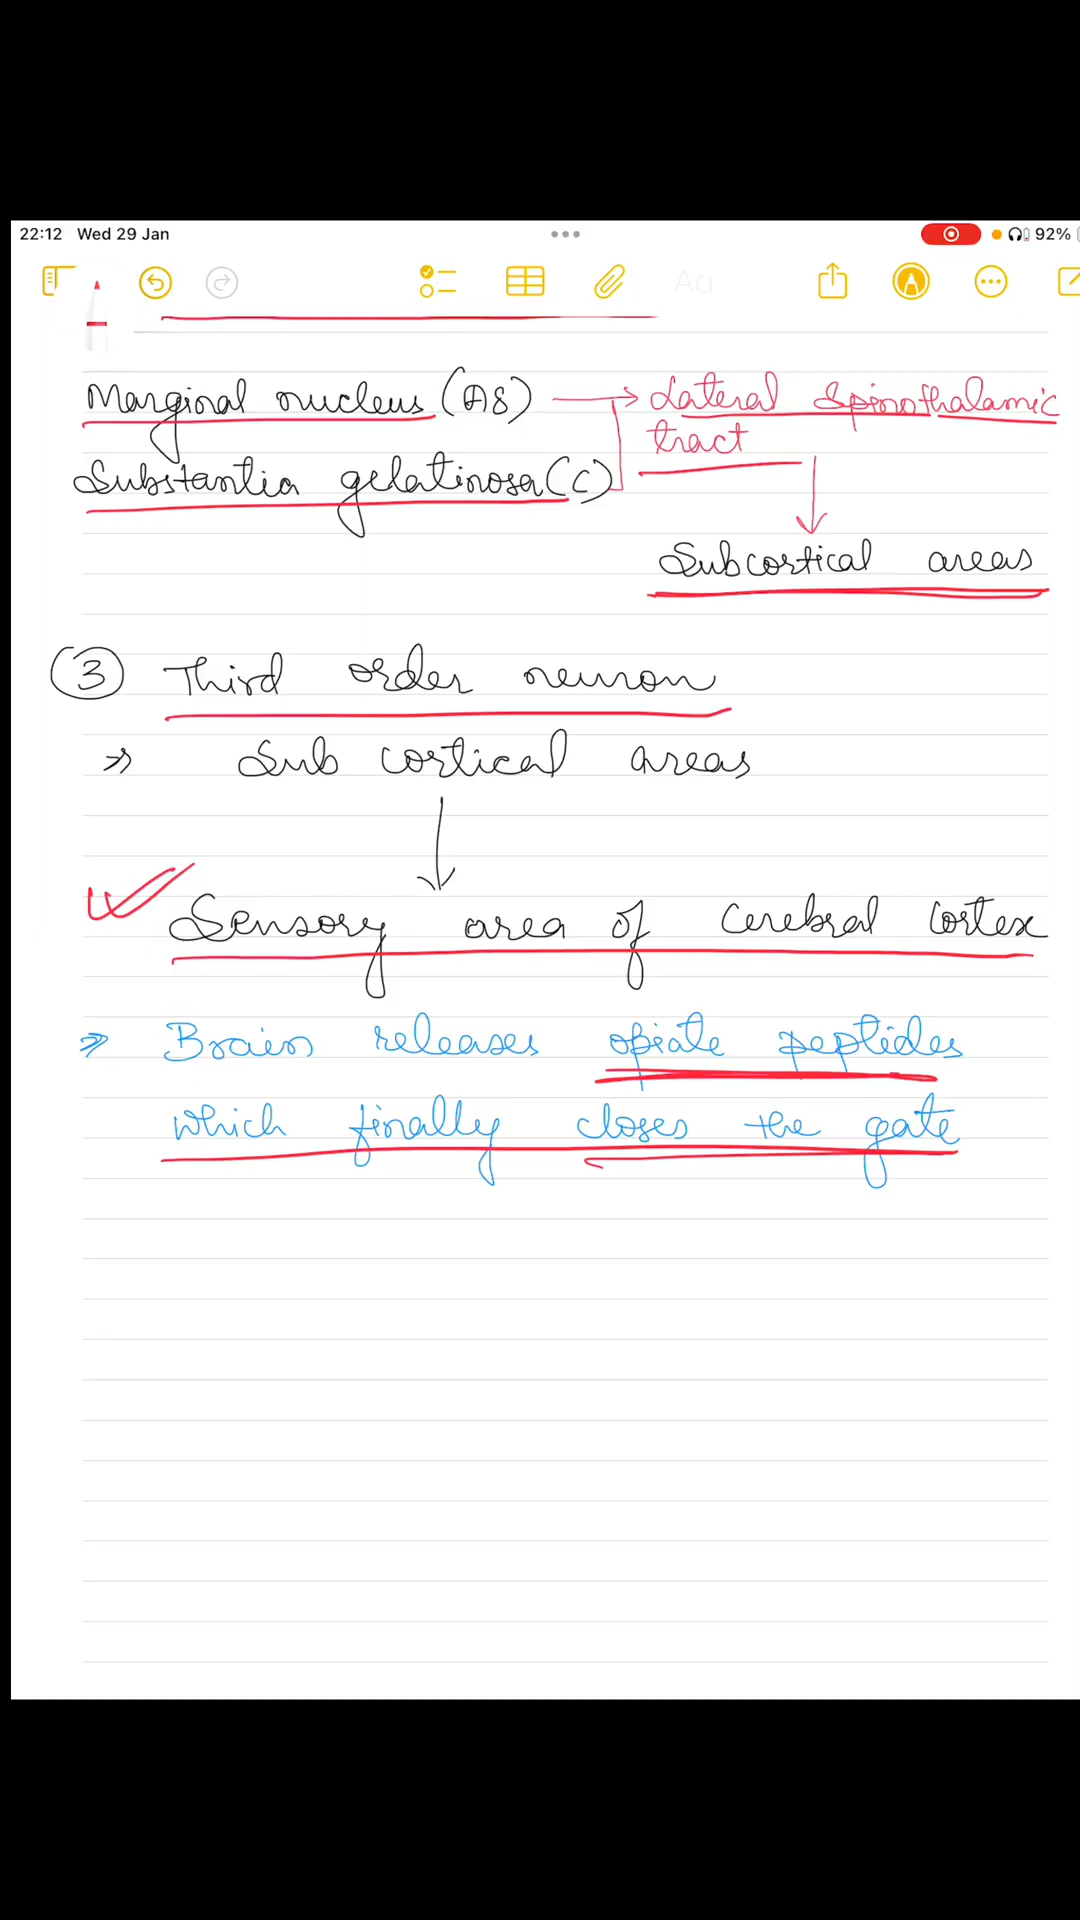 22:12 Wed 29 Jan 92%
Aa
Marginal nucleus (Aδ) → Lateral Spinothalamic
tract
Substantia gelatinosa (C)
Subcortical areas
(3) Third order neuron
⇒ Sub cortical areas
Sensory area of cerebral cortex
⇒ Brain releases opiate peptides
which finally closes the gate